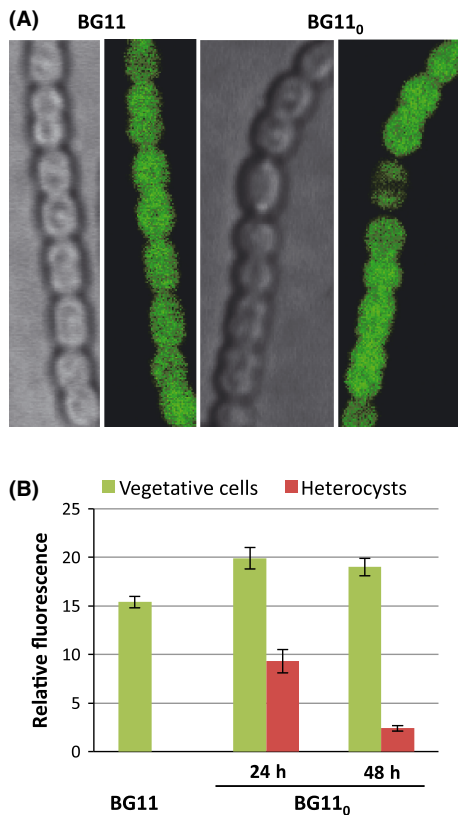 (A) BG11 BG11₀
(B)
Vegetative cells Heterocysts
25
20
15
10
5
0
Relative fluorescence
24 h 48 h
BG11 BG11₀